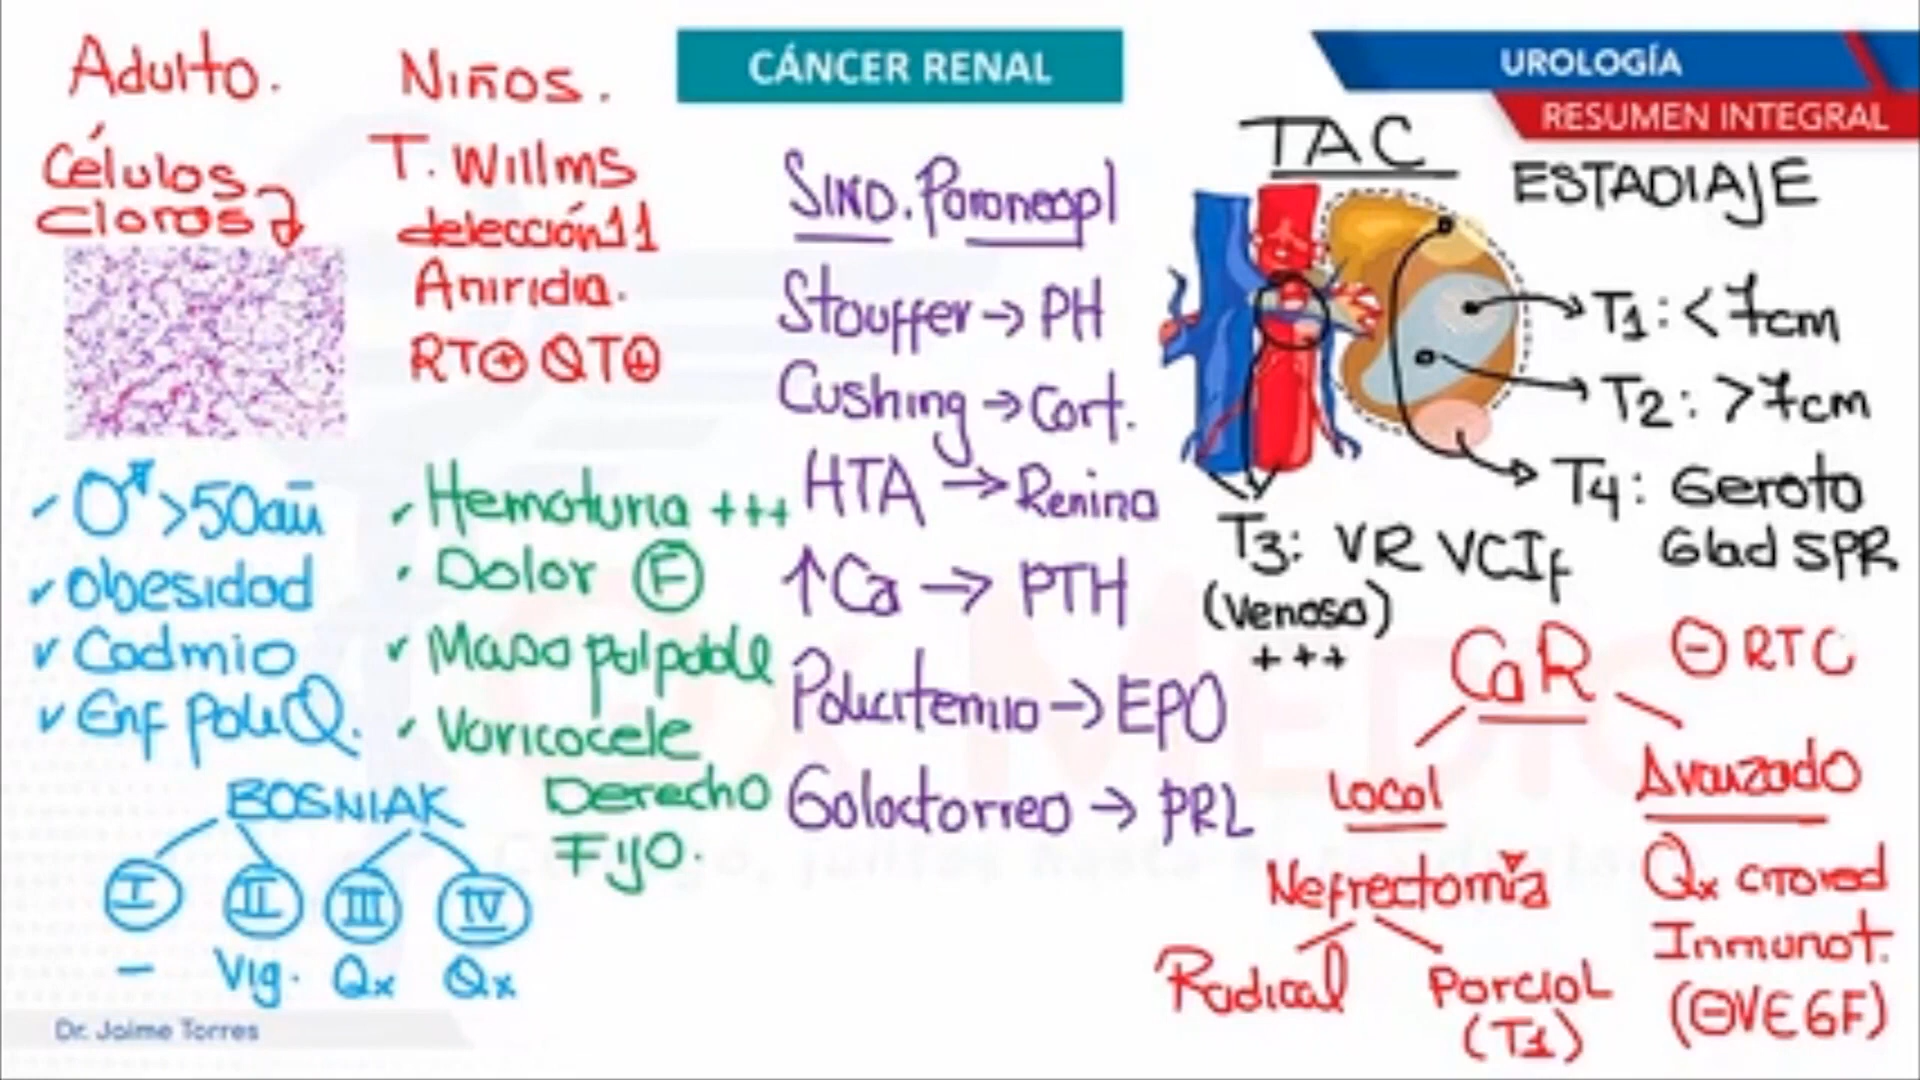 CÁNCER RENAL
UROLOGÍA
RESUMEN INTEGRAL
Adulto.
Células
claras
♂ >50añ
Obesidad
Cadmio
Enf poliQ.
BOSNIAK
I II III IV
- Vig. Qx Qx
Niños.
T. Willms
delección 11
Aniridia.
RT⊕ QT⊕
Hematuria +++
Dolor F
Masa palpable
Varicocele
Derecho
Fijo.
SIND. Paraneopl
Stouffer → PH
Cushing → Cort.
HTA → Renina
↑Ca → PTH
Policitemia → EPO
Galactorrea → PRL
TAC
ESTADIAJE
T1: <7cm
T2: >7cm
T4: Gerota
Glad SPR
T3: VR VCIf
(Venosa)
+++
CaR ⊖ RTC
Local
Nefrectomía
Radical
Parcial
(T1)
Avanzado
Qx citored
Inmunot.
(⊖VEGF)
Dr. Jaime Torres